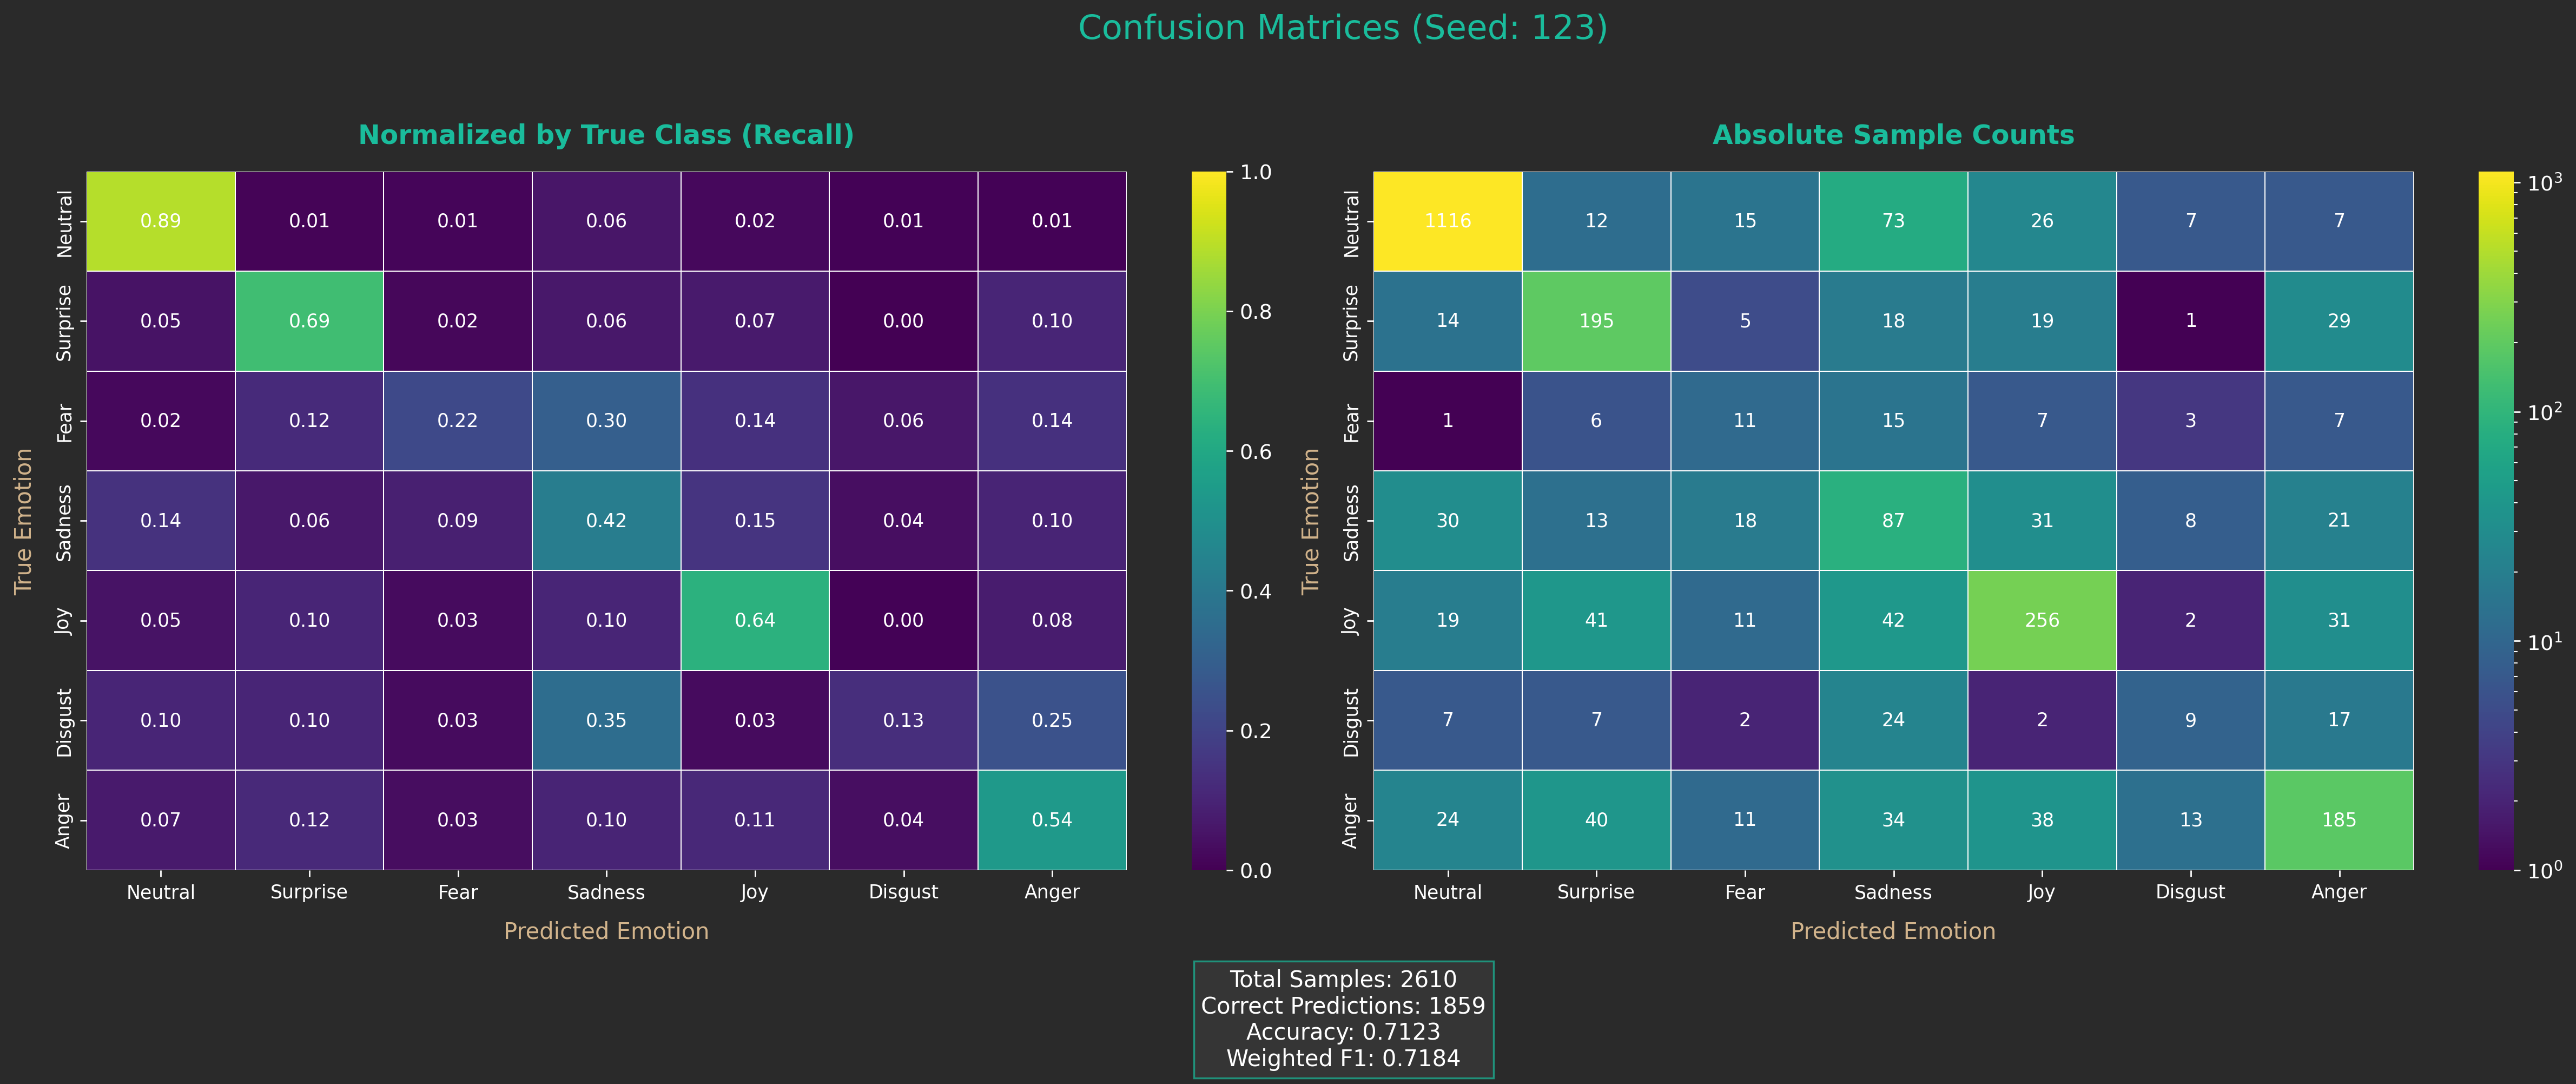 Confusion Matrices (Seed: 123)
Normalized by True Class (Recall)
True Emotion
Neutral 0.89 0.01 0.01 0.06 0.02 0.01 0.01
Surprise 0.05 0.69 0.02 0.06 0.07 0.00 0.10
Fear 0.02 0.12 0.22 0.30 0.14 0.06 0.14
Sadness 0.14 0.06 0.09 0.42 0.15 0.04 0.10
Joy 0.05 0.10 0.03 0.10 0.64 0.00 0.08
Disgust 0.10 0.10 0.03 0.35 0.03 0.13 0.25
Anger 0.07 0.12 0.03 0.10 0.11 0.04 0.54
Neutral Surprise Fear Sadness Joy Disgust Anger
Predicted Emotion
1.0
0.8
0.6
0.4
0.2
0.0
Absolute Sample Counts
True Emotion
Neutral 1116 12 15 73 26 7 7
Surprise 14 195 5 18 19 1 29
Fear 1 6 11 15 7 3 7
Sadness 30 13 18 87 31 8 21
Joy 19 41 11 42 256 2 31
Disgust 7 7 2 24 2 9 17
Anger 24 40 11 34 38 13 185
Neutral Surprise Fear Sadness Joy Disgust Anger
Predicted Emotion
10³
10²
10¹
10⁰
Total Samples: 2610
Correct Predictions: 1859
Accuracy: 0.7123
Weighted F1: 0.7184